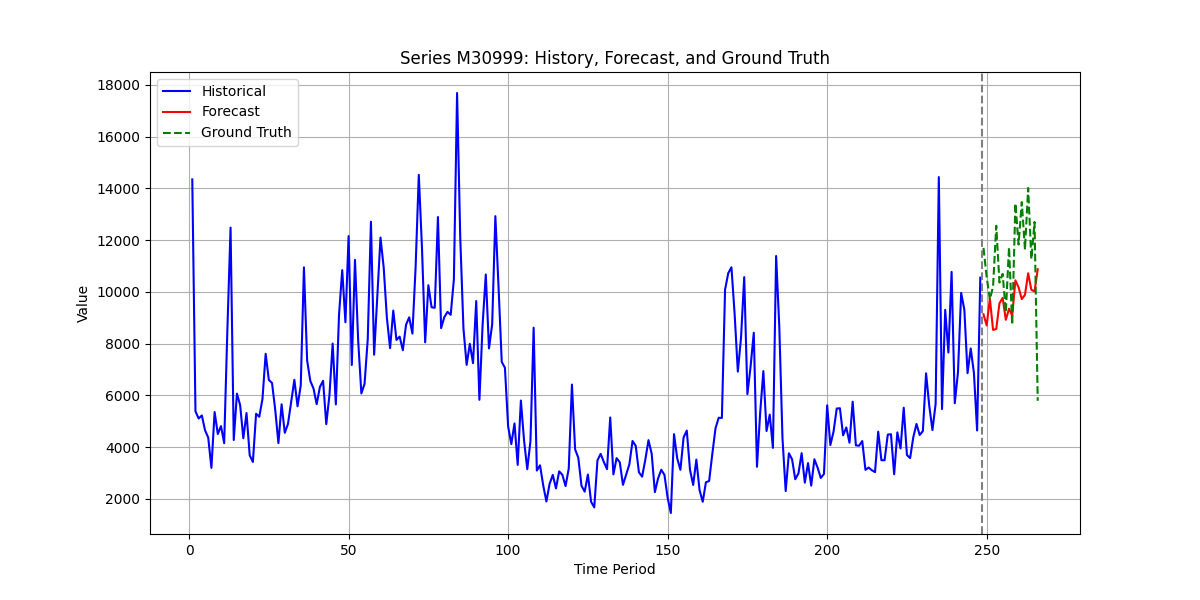 Series M30999: History, Forecast, and Ground Truth
18000
16000
14000
12000
10000
8000
6000
4000
2000
Value
Historical
Forecast
Ground Truth
0
50
100
150
200
250
Time Period